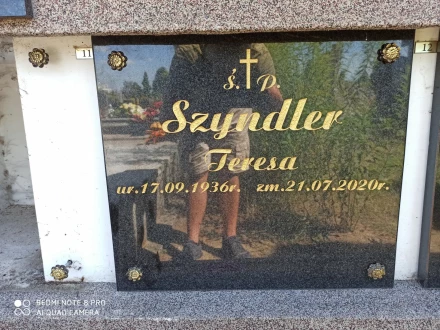 11
12
Ś. P.
Szyndler
Teresa
ur.17.09.1936r. zm.21.07.2020r.
REDMI NOTE 8 PRO
AI QUAD CAMERA